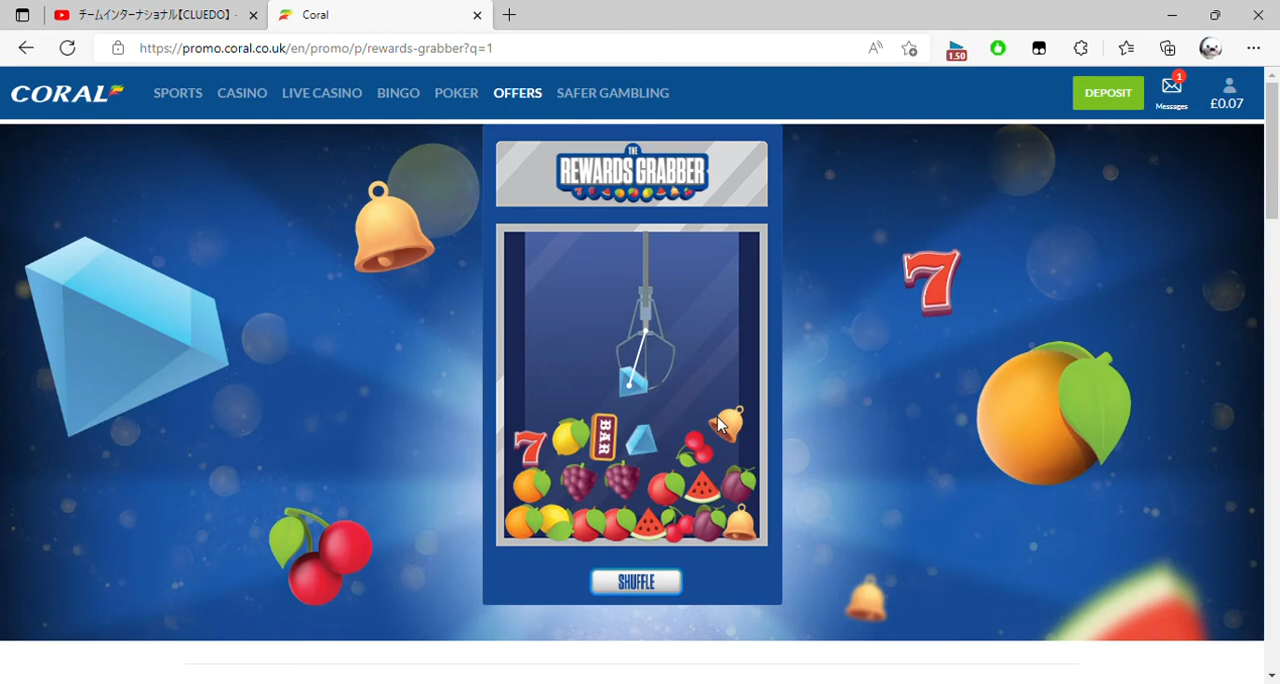 チームインターナショナル【CLUEDO】 -
Coral
https://promo.coral.co.uk/en/promo/p/rewards-grabber?q=1
1.50
CORAL
SPORTS CASINO LIVE CASINO BINGO POKER OFFERS SAFER GAMBLING
DEPOSIT
1
Messages
£0.07
THE
REWARDS GRABBER
7
7
BAR
SHUFFLE